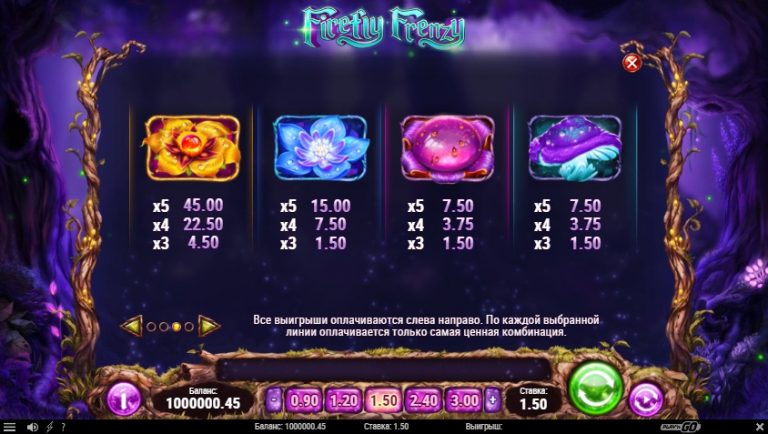 Firefly Frenzy
x5 45.00
x4 22.50
x3 4.50
x5 15.00
x4 7.50
x3 1.50
x5 7.50
x4 3.75
x3 1.50
x5 7.50
x4 3.75
x3 1.50
Все выигрыши оплачиваются слева направо. По каждой выбранной
линии оплачивается только самая ценная комбинация.
Баланс:
1000000.45
- 0.90 1.20 1.50 2.40 3.00 +
Ставка:
1.50
Баланс: 1000000.45 Ставка: 1.50 Выигрыш:
PLAY'N GO